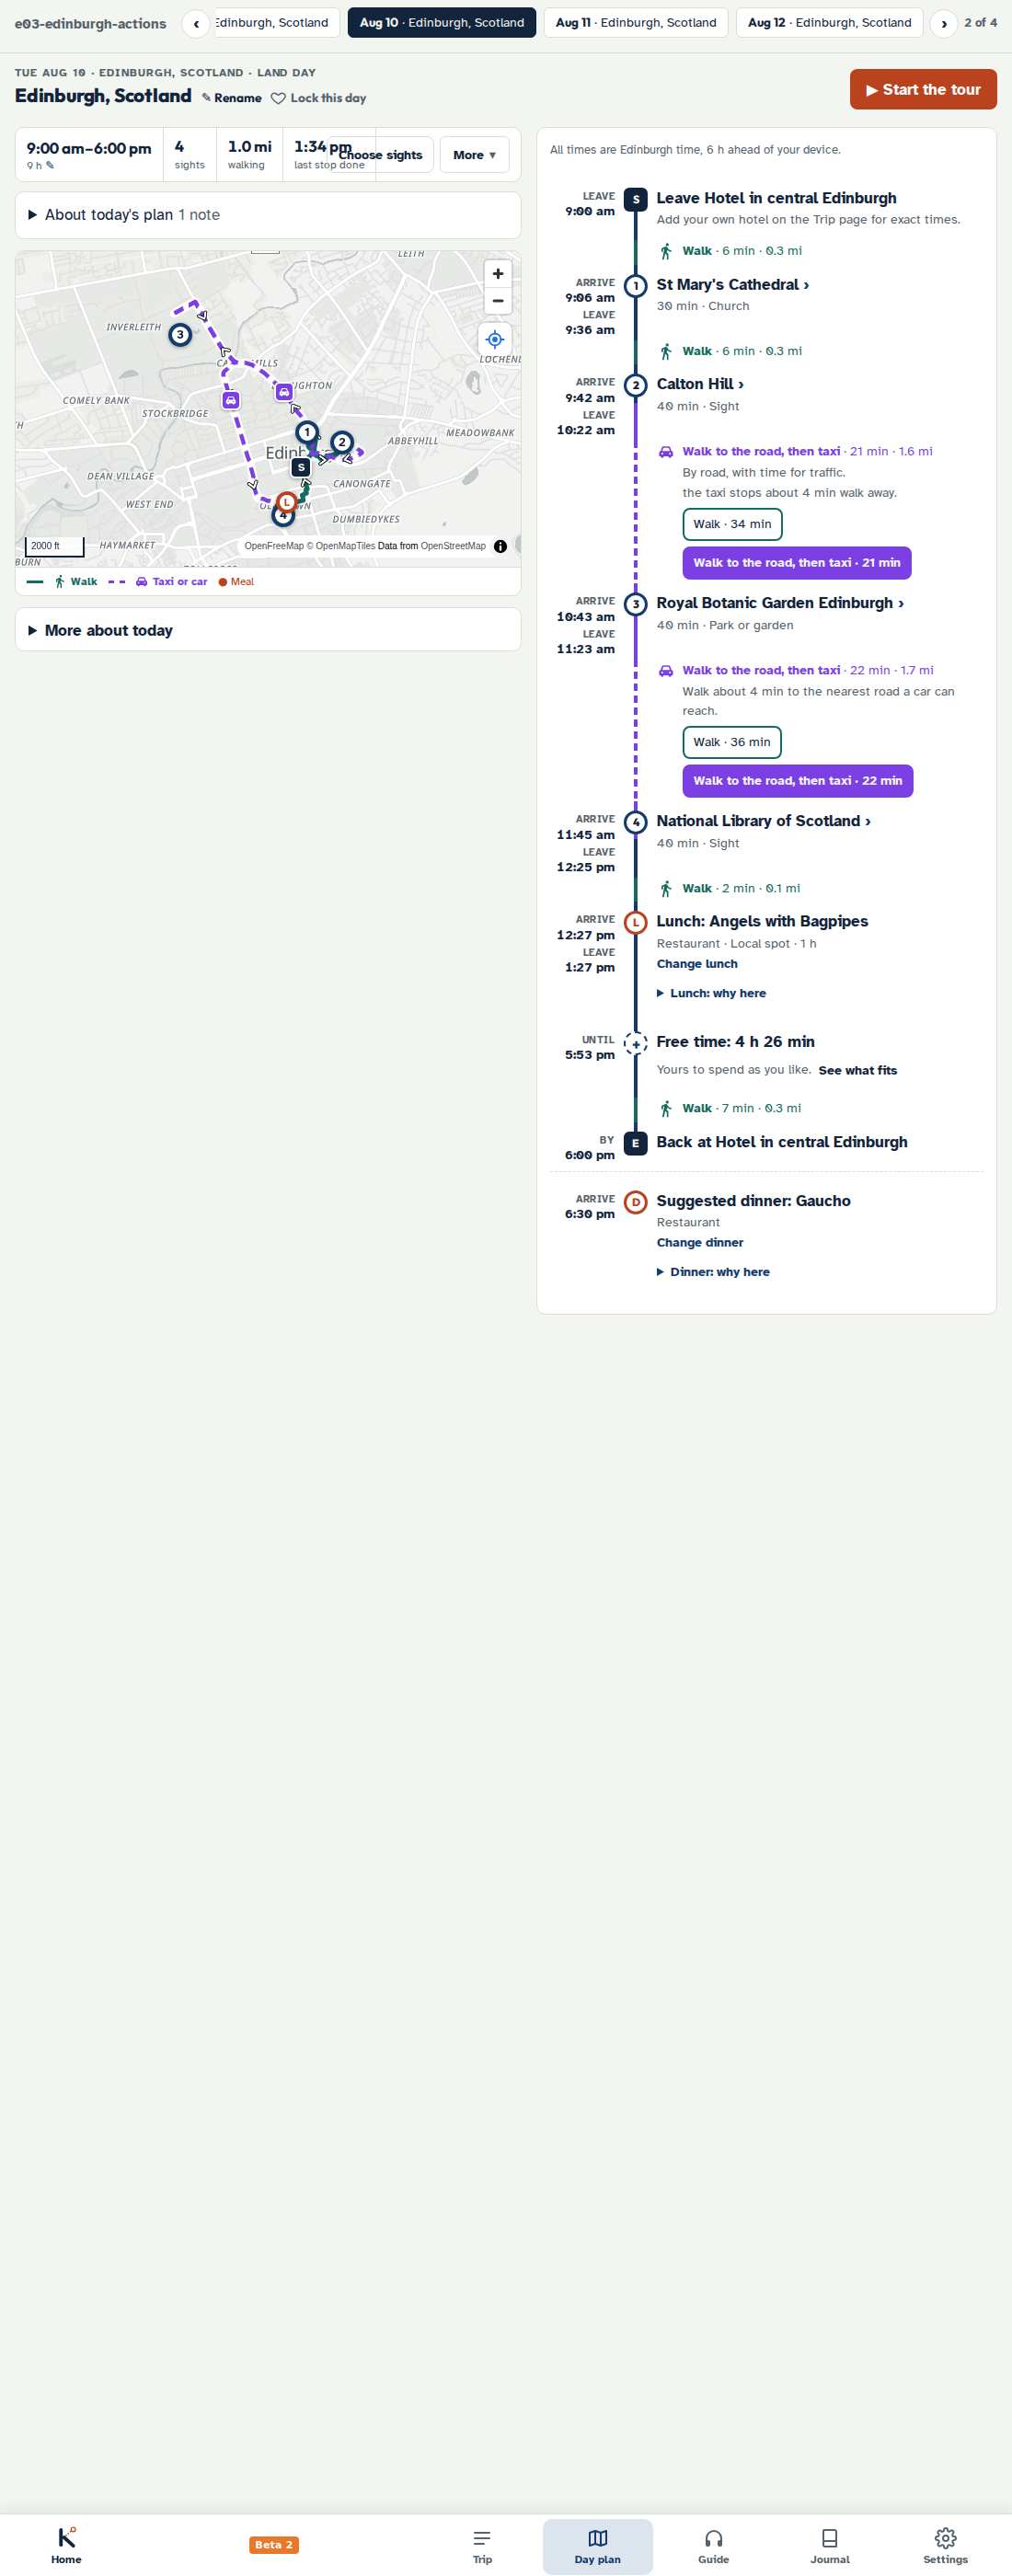 e03-edinburgh-actions
‹
Edinburgh, Scotland
Aug 10 · Edinburgh, Scotland
Aug 11 · Edinburgh, Scotland
Aug 12 · Edinburgh, Scotland
›
2 of 4
TUE AUG 10 · EDINBURGH, SCOTLAND · LAND DAY
Edinburgh, Scotland
✎ Rename
Lock this day
▶ Start the tour
9:00 am–6:00 pm
9 h ✎
4
sights
1.0 mi
walking
1:34 pm
last stop done
Choose sights
More ▾
▶ About today's plan 1 note
LEITH
INVERLEITH
COMELY BANK
STOCKBRIDGE
LOCHEND
MEADOWBANK
ABBEYHILL
DEAN VILLAGE
CANONGATE
WEST END
DUMBIEDYKES
HAYMARKET
3
1
2
S
L
4
+
−
2000 ft
OpenFreeMap © OpenMapTiles Data from OpenStreetMap
Walk
Taxi or car
Meal
▶ More about today
All times are Edinburgh time, 6 h ahead of your device.
LEAVE
9:00 am
S
Leave Hotel in central Edinburgh
Add your own hotel on the Trip page for exact times.
Walk · 6 min · 0.3 mi
ARRIVE
9:06 am
LEAVE
9:36 am
1
St Mary's Cathedral ›
30 min · Church
Walk · 6 min · 0.3 mi
ARRIVE
9:42 am
LEAVE
10:22 am
2
Calton Hill ›
40 min · Sight
Walk to the road, then taxi · 21 min · 1.6 mi
By road, with time for traffic.
the taxi stops about 4 min walk away.
Walk · 34 min
Walk to the road, then taxi · 21 min
ARRIVE
10:43 am
LEAVE
11:23 am
3
Royal Botanic Garden Edinburgh ›
40 min · Park or garden
Walk to the road, then taxi · 22 min · 1.7 mi
Walk about 4 min to the nearest road a car can
reach.
Walk · 36 min
Walk to the road, then taxi · 22 min
ARRIVE
11:45 am
LEAVE
12:25 pm
4
National Library of Scotland ›
40 min · Sight
Walk · 2 min · 0.1 mi
ARRIVE
12:27 pm
LEAVE
1:27 pm
L
Lunch: Angels with Bagpipes
Restaurant · Local spot · 1 h
Change lunch
▶ Lunch: why here
UNTIL
5:53 pm
+
Free time: 4 h 26 min
Yours to spend as you like. See what fits
Walk · 7 min · 0.3 mi
BY
6:00 pm
E
Back at Hotel in central Edinburgh
ARRIVE
6:30 pm
D
Suggested dinner: Gaucho
Restaurant
Change dinner
▶ Dinner: why here
Home
Beta 2
Trip
Day plan
Guide
Journal
Settings